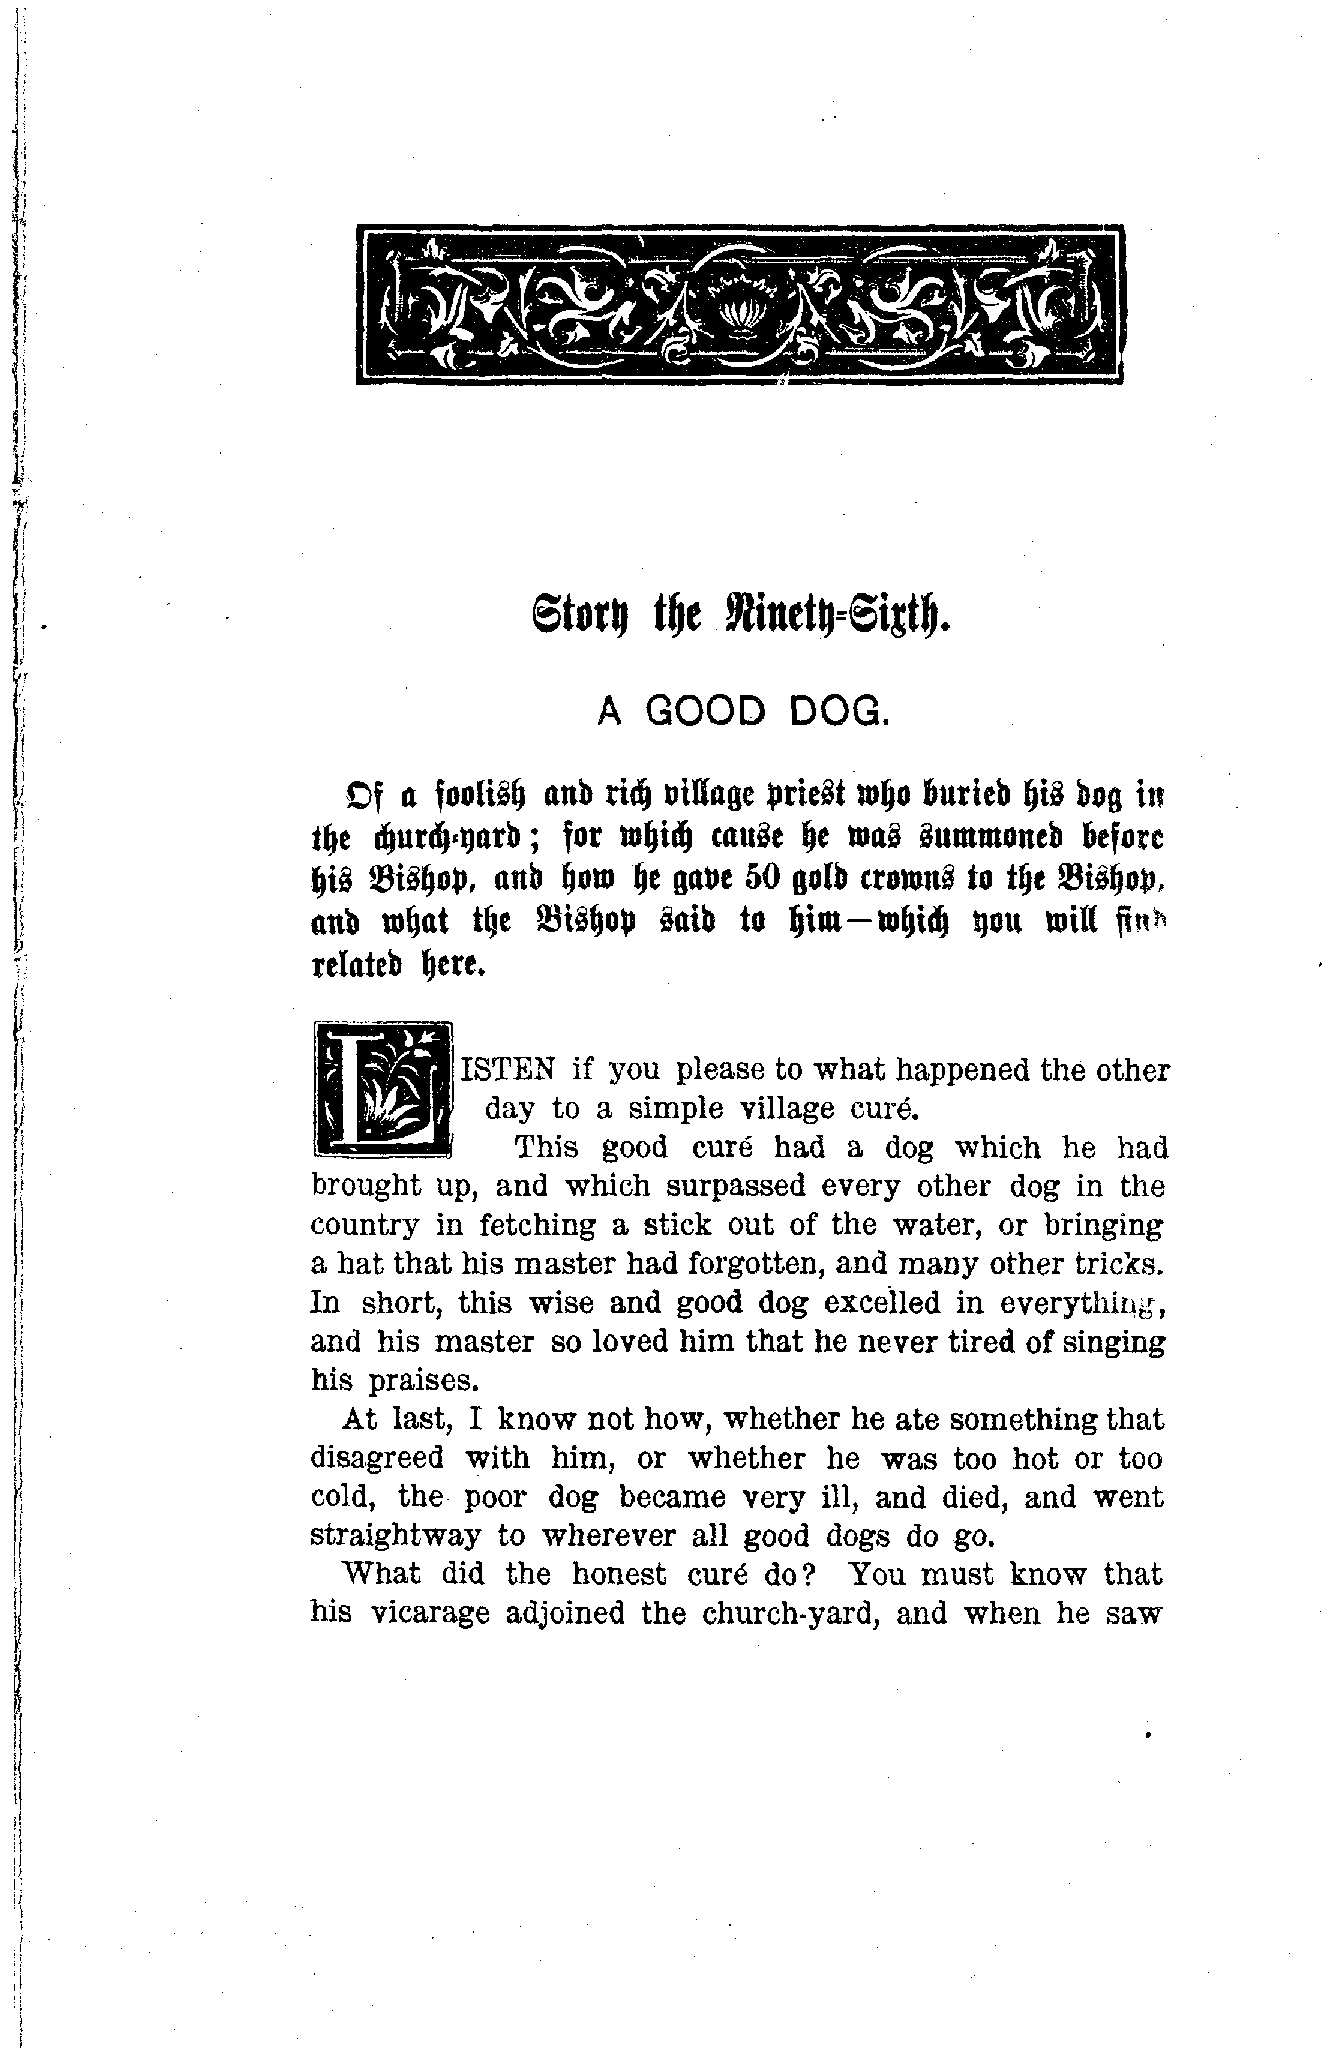 Story the Ninety-Sixth.
A GOOD DOG.
Of a foolish and rich village priest who buried his dog in
the church-yard; for which cause he was summoned before
his Bishop, and how he gave 50 gold crowns to the Bishop,
and what the Bishop said to him—which you will find
related here.
LISTEN if you please to what happened the other
day to a simple village curé.
This good curé had a dog which he had
brought up, and which surpassed every other dog in the
country in fetching a stick out of the water, or bringing
a hat that his master had forgotten, and many other tricks.
In short, this wise and good dog excelled in everything,
and his master so loved him that he never tired of singing
his praises.
At last, I know not how, whether he ate something that
disagreed with him, or whether he was too hot or too
cold, the poor dog became very ill, and died, and went
straightway to wherever all good dogs do go.
What did the honest curé do? You must know that
his vicarage adjoined the church-yard, and when he saw